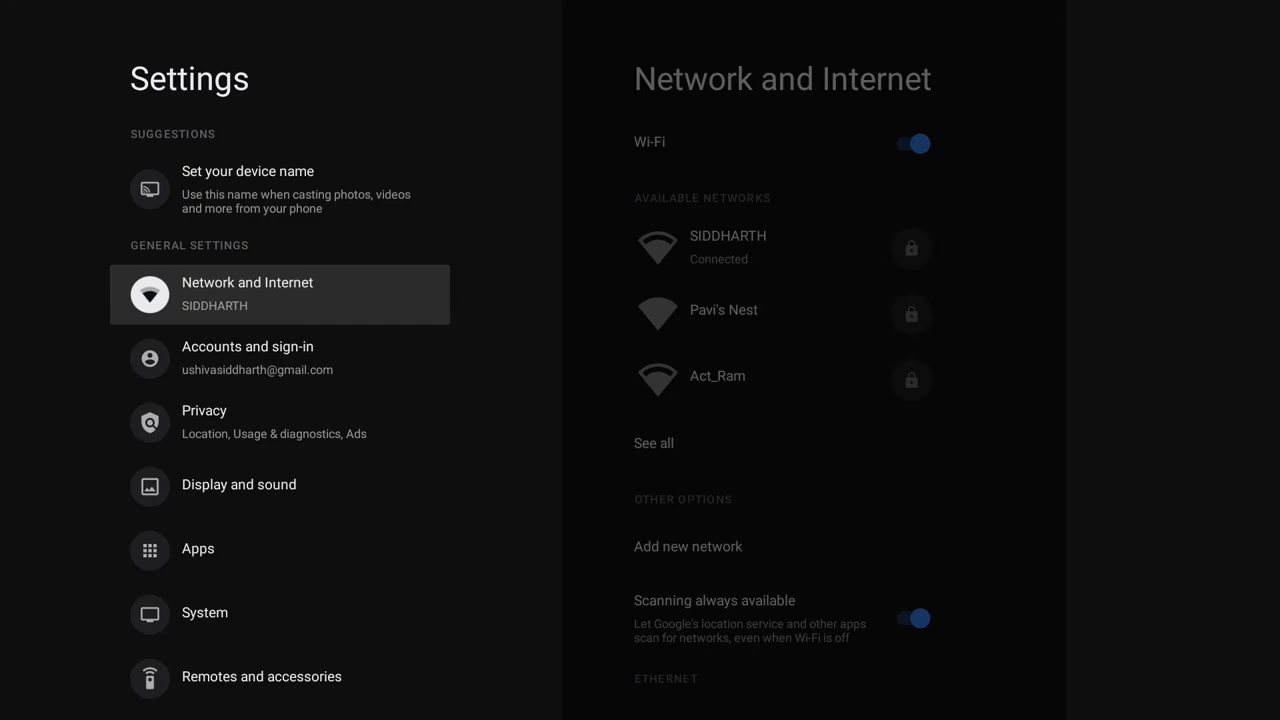 Settings
SUGGESTIONS
Set your device name
Use this name when casting photos, videos
and more from your phone
GENERAL SETTINGS
Network and Internet
SIDDHARTH
Accounts and sign-in
ushivasiddharth@gmail.com
Privacy
Location, Usage & diagnostics, Ads
Display and sound
Apps
System
Remotes and accessories
Network and Internet
Wi-Fi
AVAILABLE NETWORKS
SIDDHARTH
Connected
Pavi's Nest
Act_Ram
See all
OTHER OPTIONS
Add new network
Scanning always available
Let Google's location service and other apps
scan for networks, even when Wi-Fi is off
ETHERNET